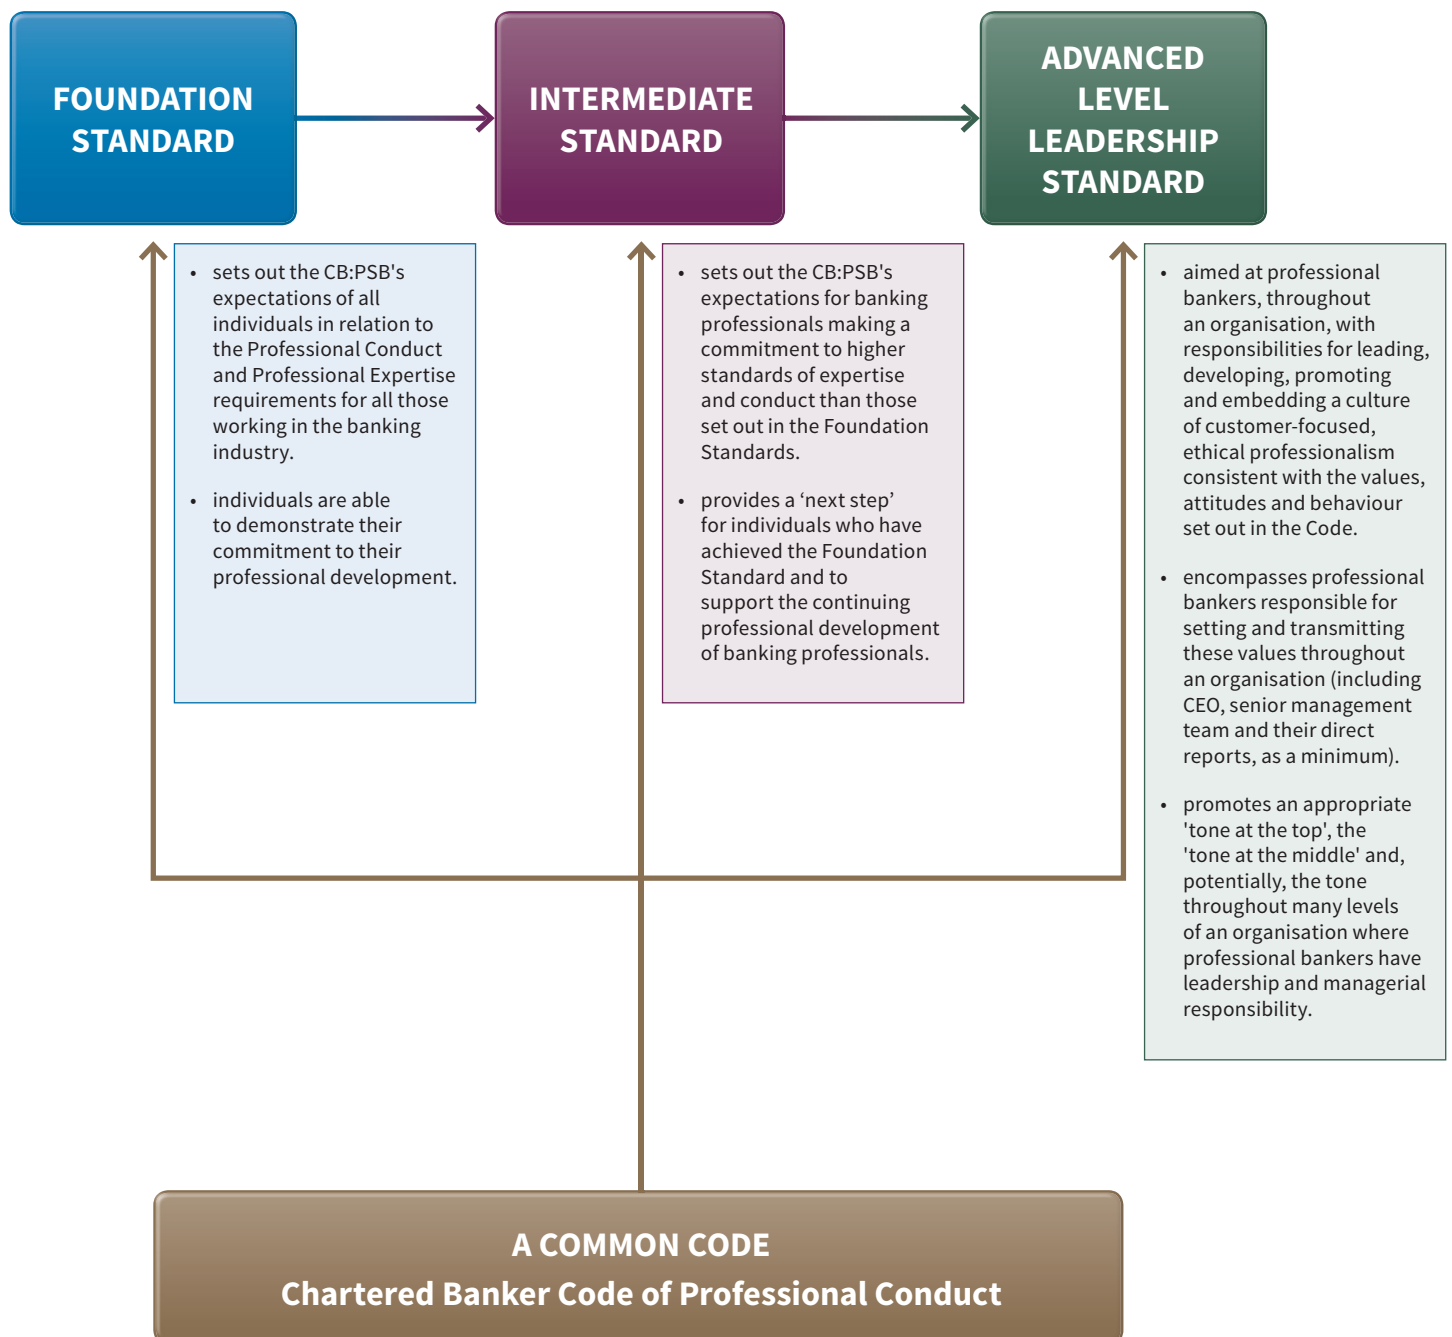 FOUNDATION
STANDARD
INTERMEDIATE
STANDARD
ADVANCED
LEVEL
LEADERSHIP
STANDARD
• sets out the CB:PSB's
expectations of all
individuals in relation to
the Professional Conduct
and Professional Expertise
requirements for all those
working in the banking
industry.
• individuals are able
to demonstrate their
commitment to their
professional development.
• sets out the CB:PSB's
expectations for banking
professionals making a
commitment to higher
standards of expertise
and conduct than those
set out in the Foundation
Standards.
• provides a ‘next step’
for individuals who have
achieved the Foundation
Standard and to
support the continuing
professional development
of banking professionals.
• aimed at professional
bankers, throughout
an organisation, with
responsibilities for leading,
developing, promoting
and embedding a culture
of customer-focused,
ethical professionalism
consistent with the values,
attitudes and behaviour
set out in the Code.
• encompasses professional
bankers responsible for
setting and transmitting
these values throughout
an organisation (including
CEO, senior management
team and their direct
reports, as a minimum).
• promotes an appropriate
'tone at the top', the
'tone at the middle' and,
potentially, the tone
throughout many levels
of an organisation where
professional bankers have
leadership and managerial
responsibility.
A COMMON CODE
Chartered Banker Code of Professional Conduct